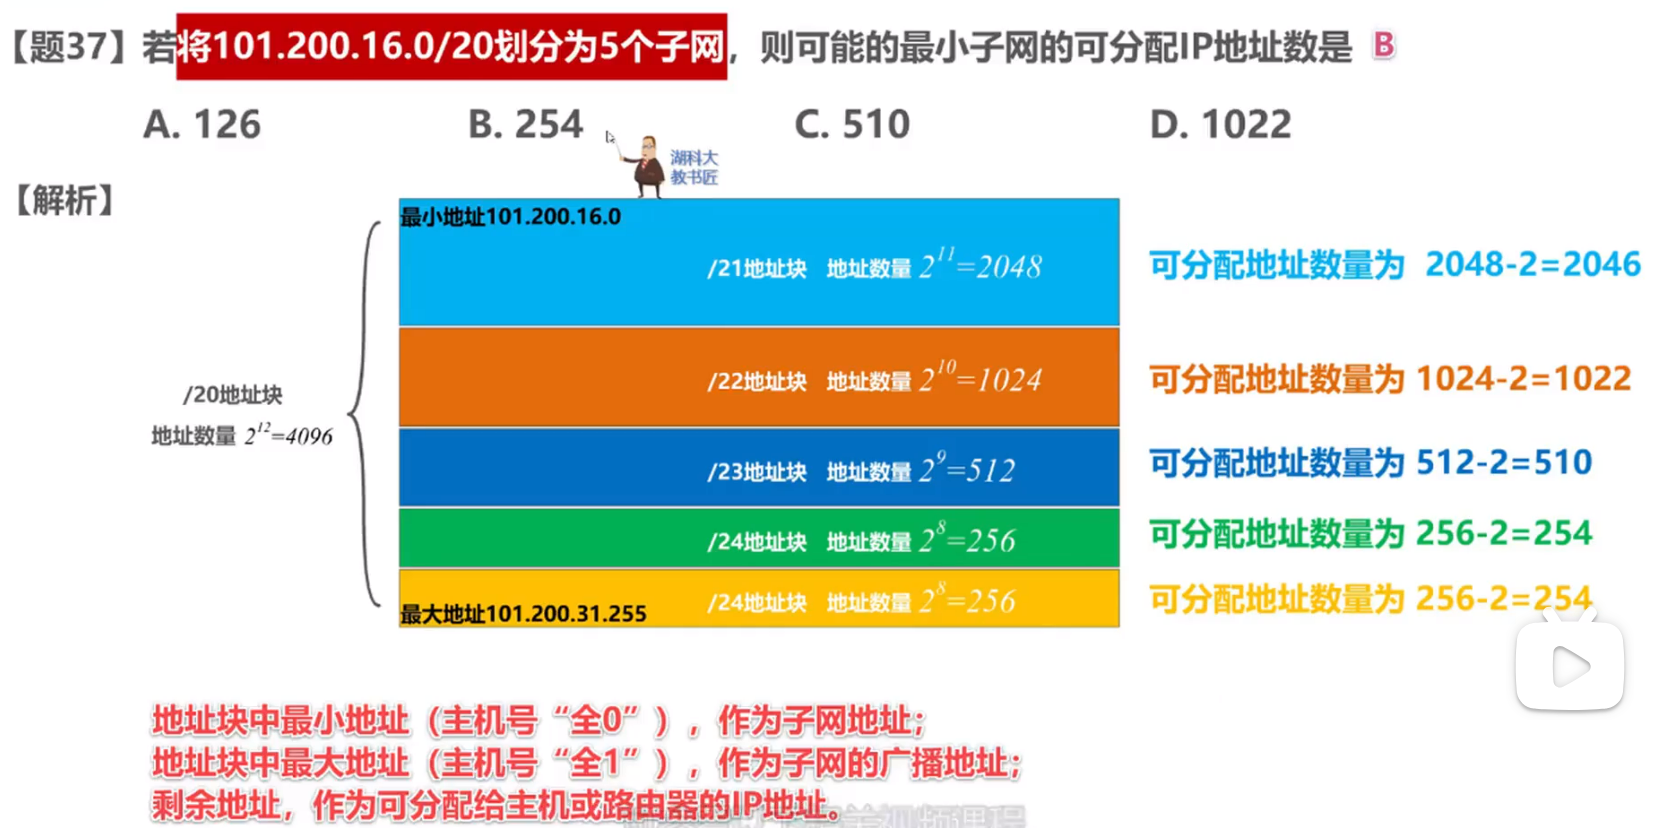 【题37】若将101.200.16.0/20划分为5个子网，则可能的最小子网的可分配IP地址数是 B
A. 126 B. 254 C. 510 D. 1022
湖科大
教书匠
【解析】
最小地址101.200.16.0
/21地址块 地址数量 2^11=2048 可分配地址数量为 2048-2=2046
/22地址块 地址数量 2^10=1024 可分配地址数量为 1024-2=1022
/20地址块
地址数量 2^12=4096
/23地址块 地址数量 2^9=512 可分配地址数量为 512-2=510
/24地址块 地址数量 2^8=256 可分配地址数量为 256-2=254
/24地址块 地址数量 2^8=256 可分配地址数量为 256-2=254
最大地址101.200.31.255
地址块中最小地址（主机号“全0”），作为子网地址；
地址块中最大地址（主机号“全1”），作为子网的广播地址；
剩余地址，作为可分配给主机或路由器的IP地址。